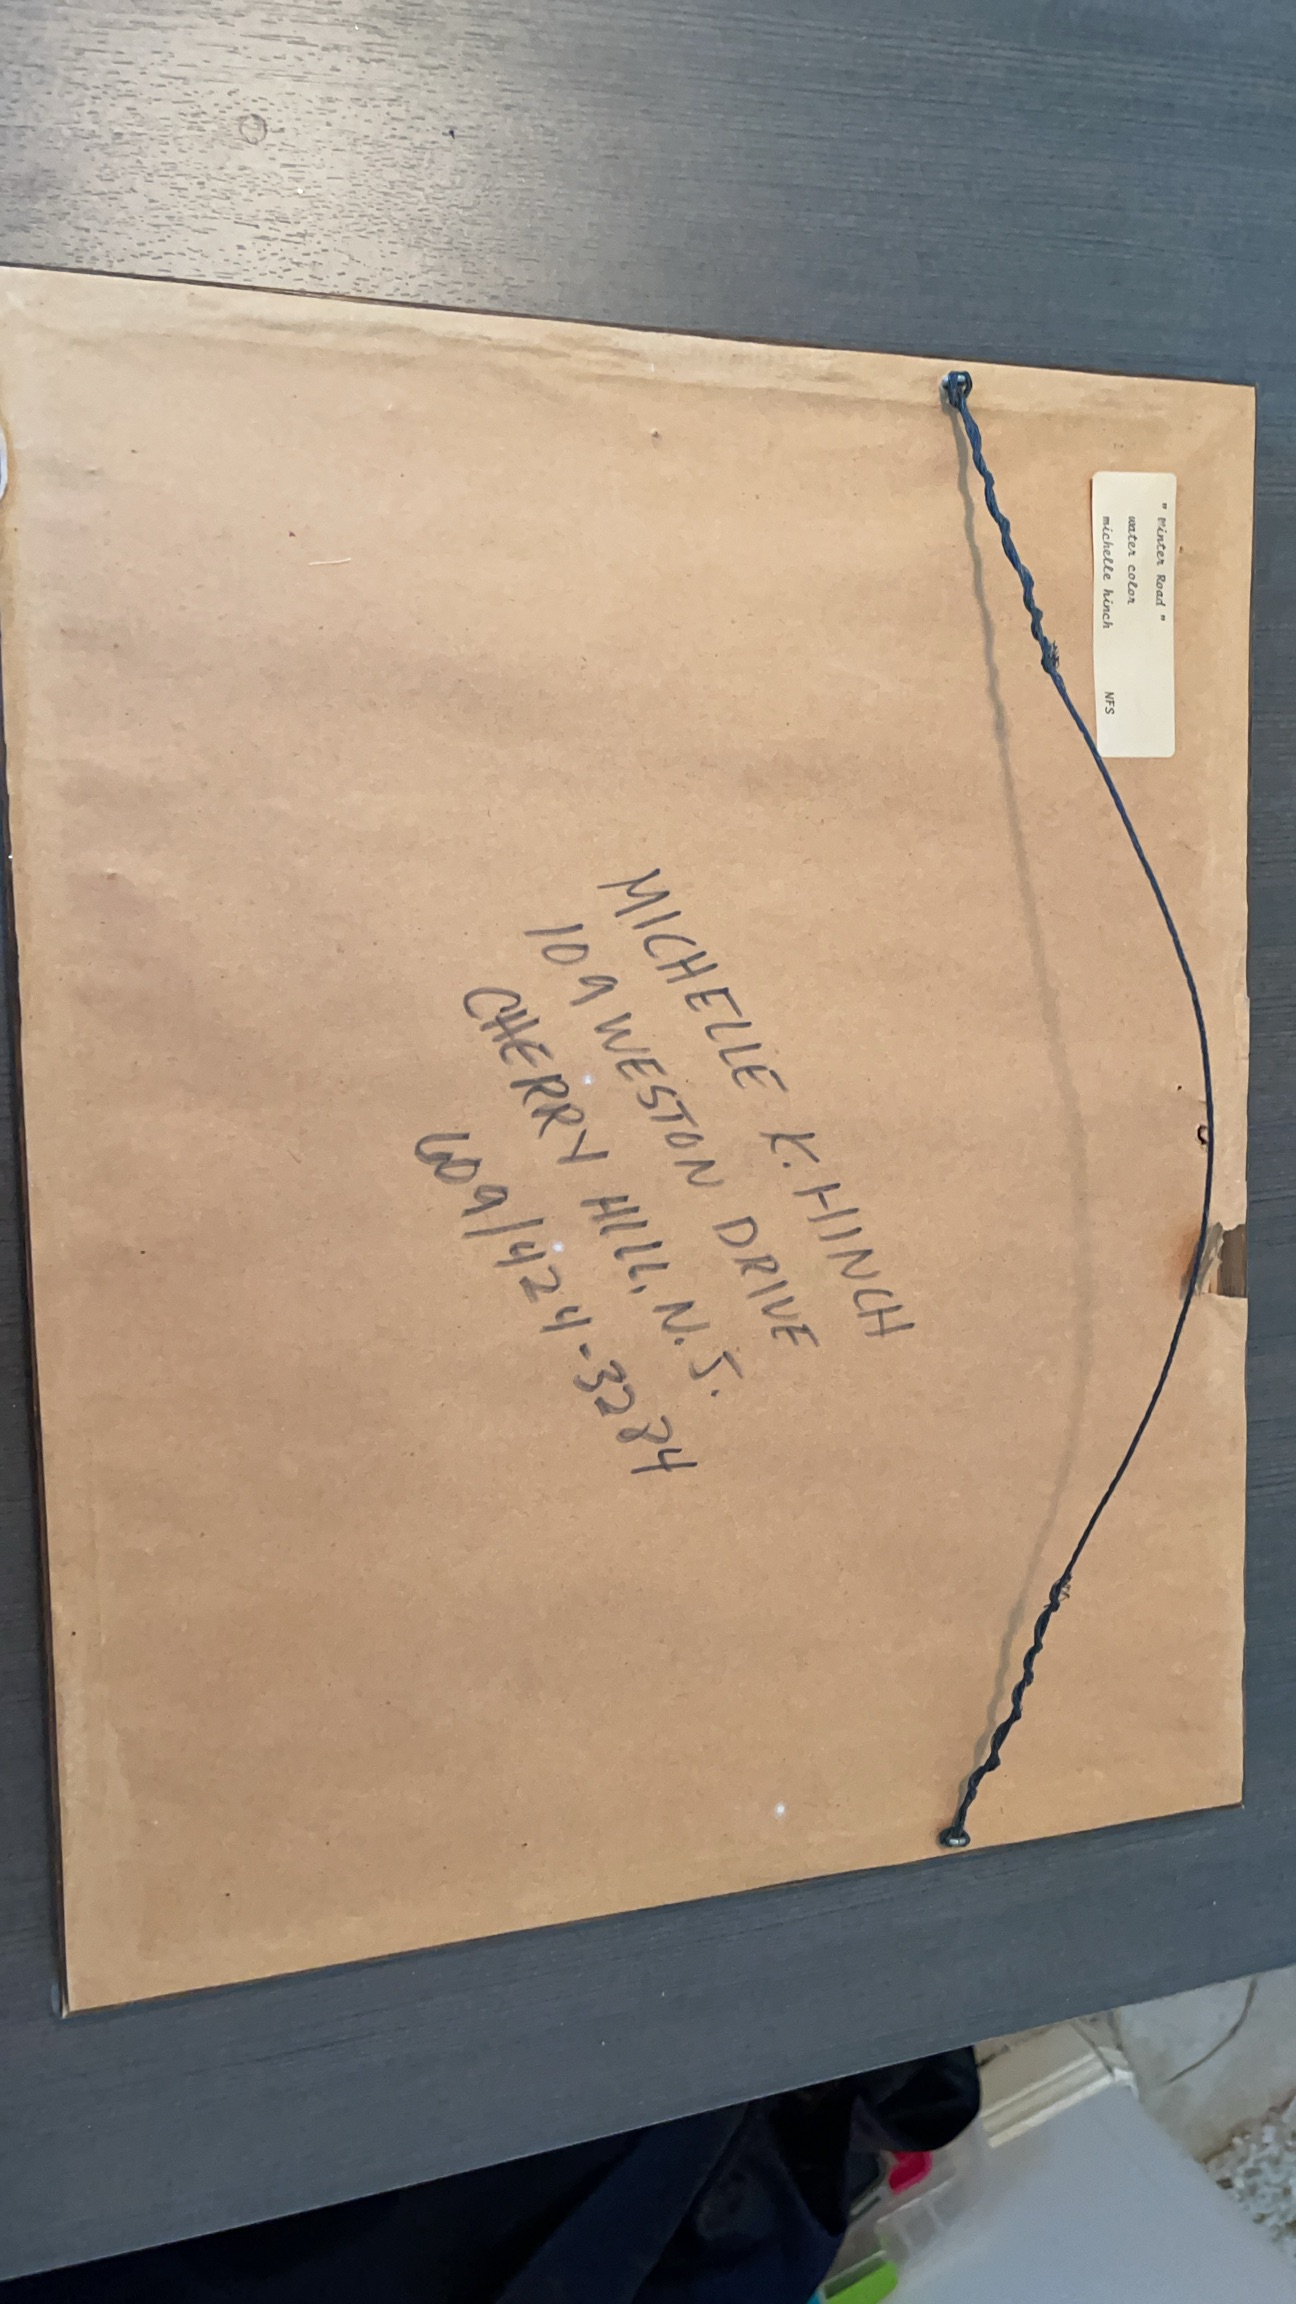 " Winter Road "
water color
michelle hinch NFS
MICHELLE K. HINCH
109 WESTON DRIVE
CHERRY HILL, N.J.
609/424-3284